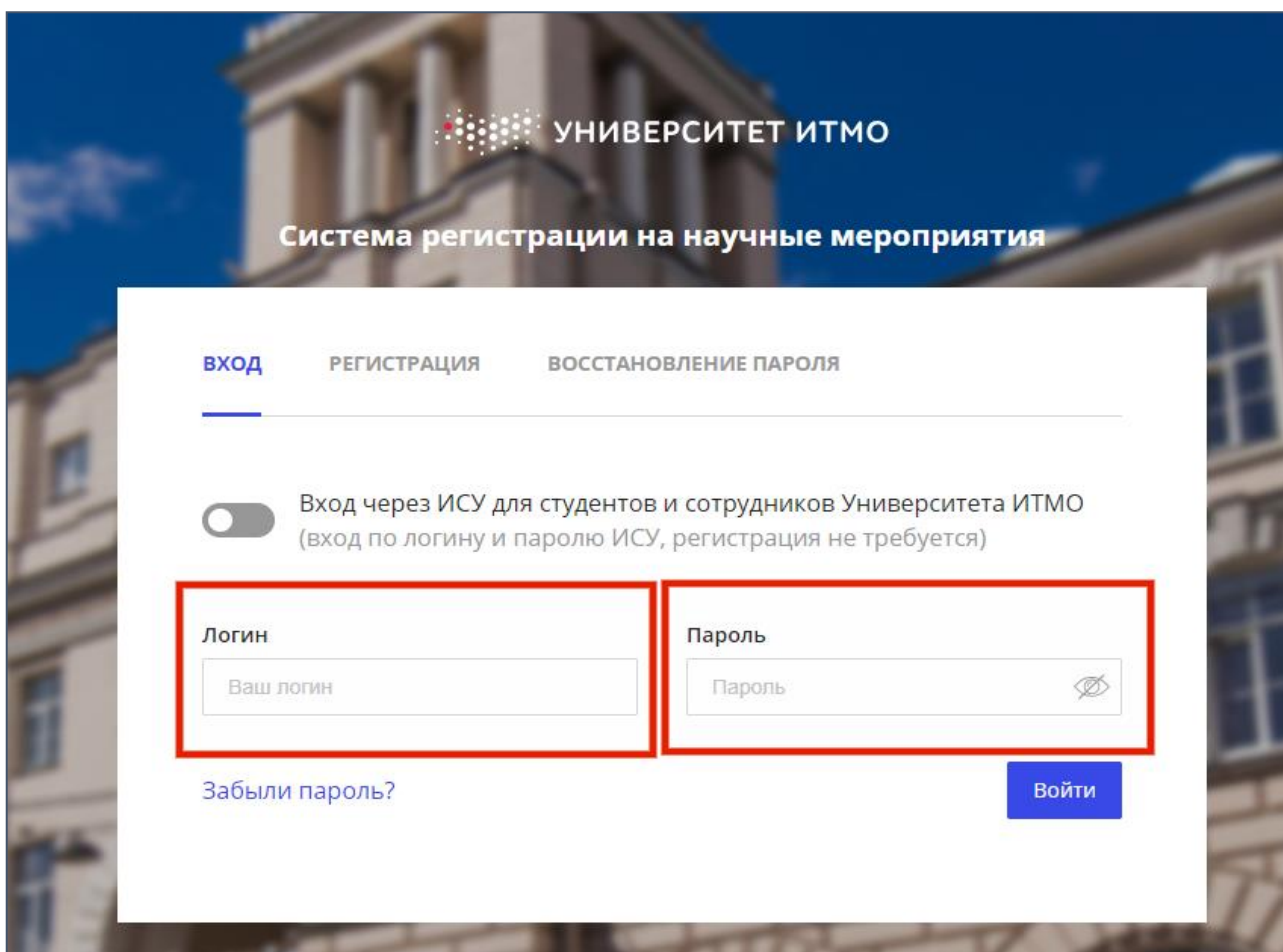 УНИВЕРСИТЕТ ИТМО
Система регистрации на научные мероприятия
ВХОД РЕГИСТРАЦИЯ ВОССТАНОВЛЕНИЕ ПАРОЛЯ
Вход через ИСУ для студентов и сотрудников Университета ИТМО
(вход по логину и паролю ИСУ, регистрация не требуется)
Логин Пароль
Ваш логин Пароль
Забыли пароль? Войти